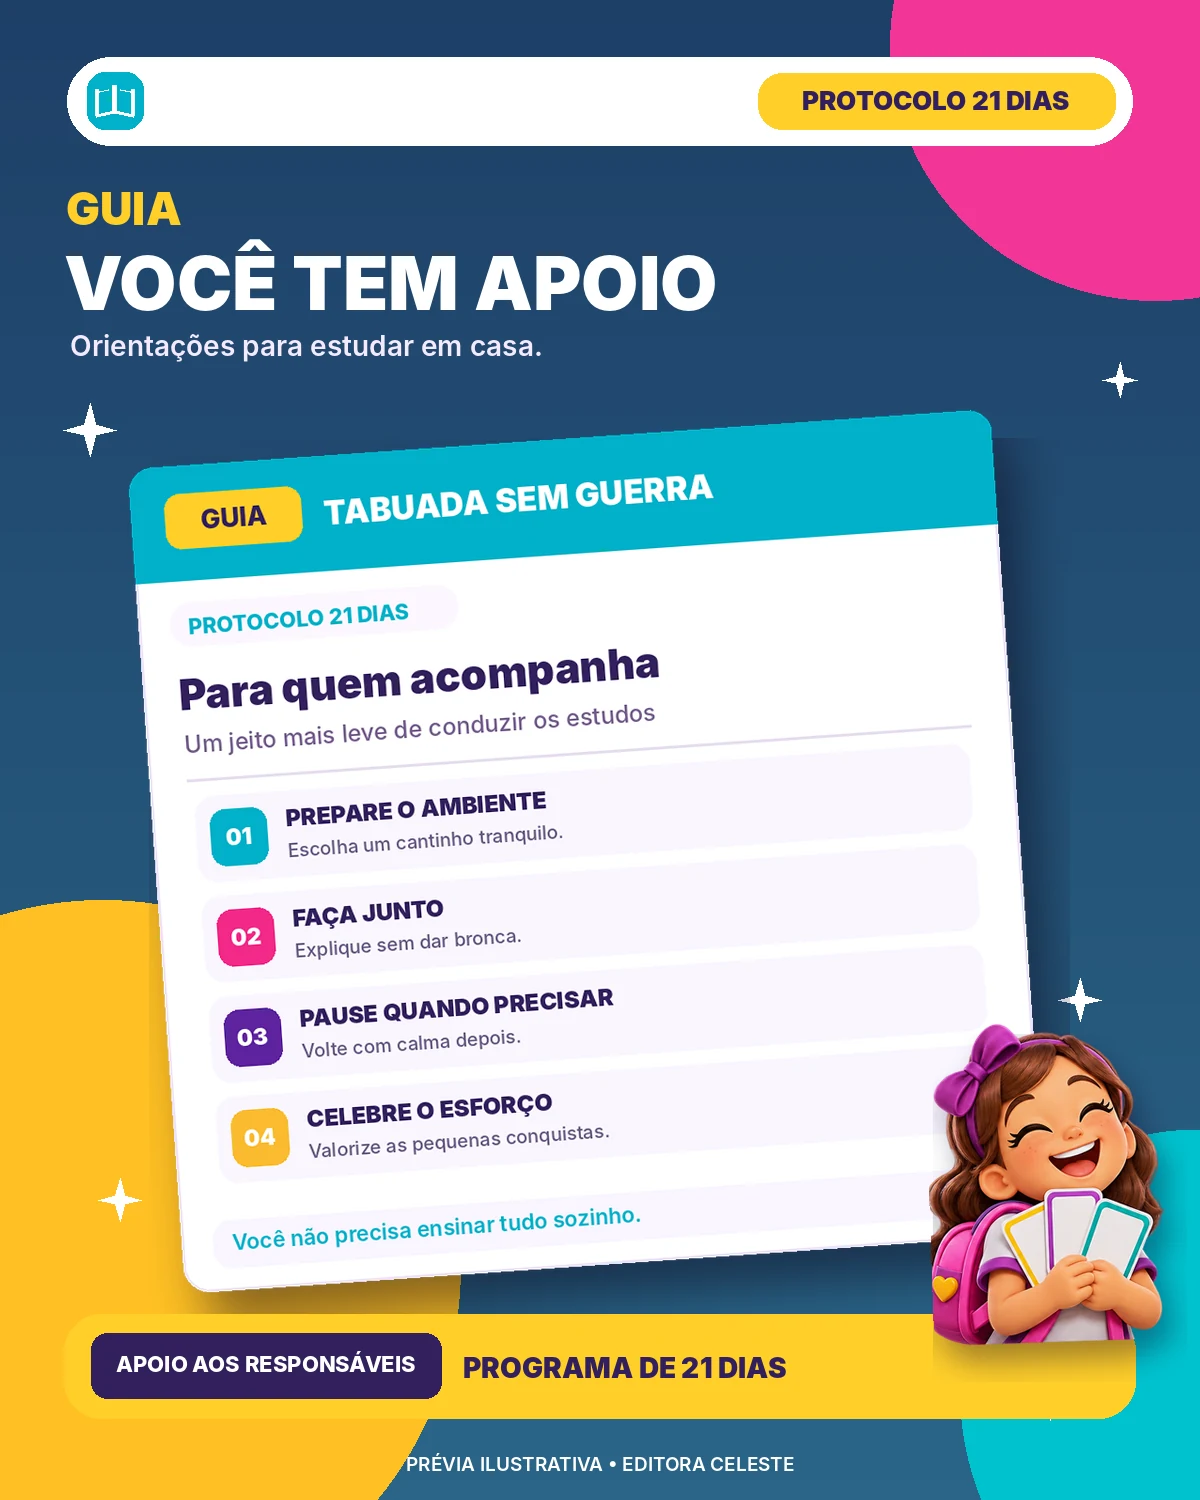 PROTOCOLO 21 DIAS
GUIA
VOCÊ TEM APOIO
Orientações para estudar em casa.
GUIA
TABUADA SEM GUERRA
PROTOCOLO 21 DIAS
Para quem acompanha
Um jeito mais leve de conduzir os estudos
01
PREPARE O AMBIENTE
Escolha um cantinho tranquilo.
02
FAÇA JUNTO
Explique sem dar bronca.
03
PAUSE QUANDO PRECISAR
Volte com calma depois.
04
CELEBRE O ESFORÇO
Valorize as pequenas conquistas.
Você não precisa ensinar tudo sozinho.
APOIO AOS RESPONSÁVEIS
PROGRAMA DE 21 DIAS
PRÉVIA ILUSTRATIVA • EDITORA CELESTE